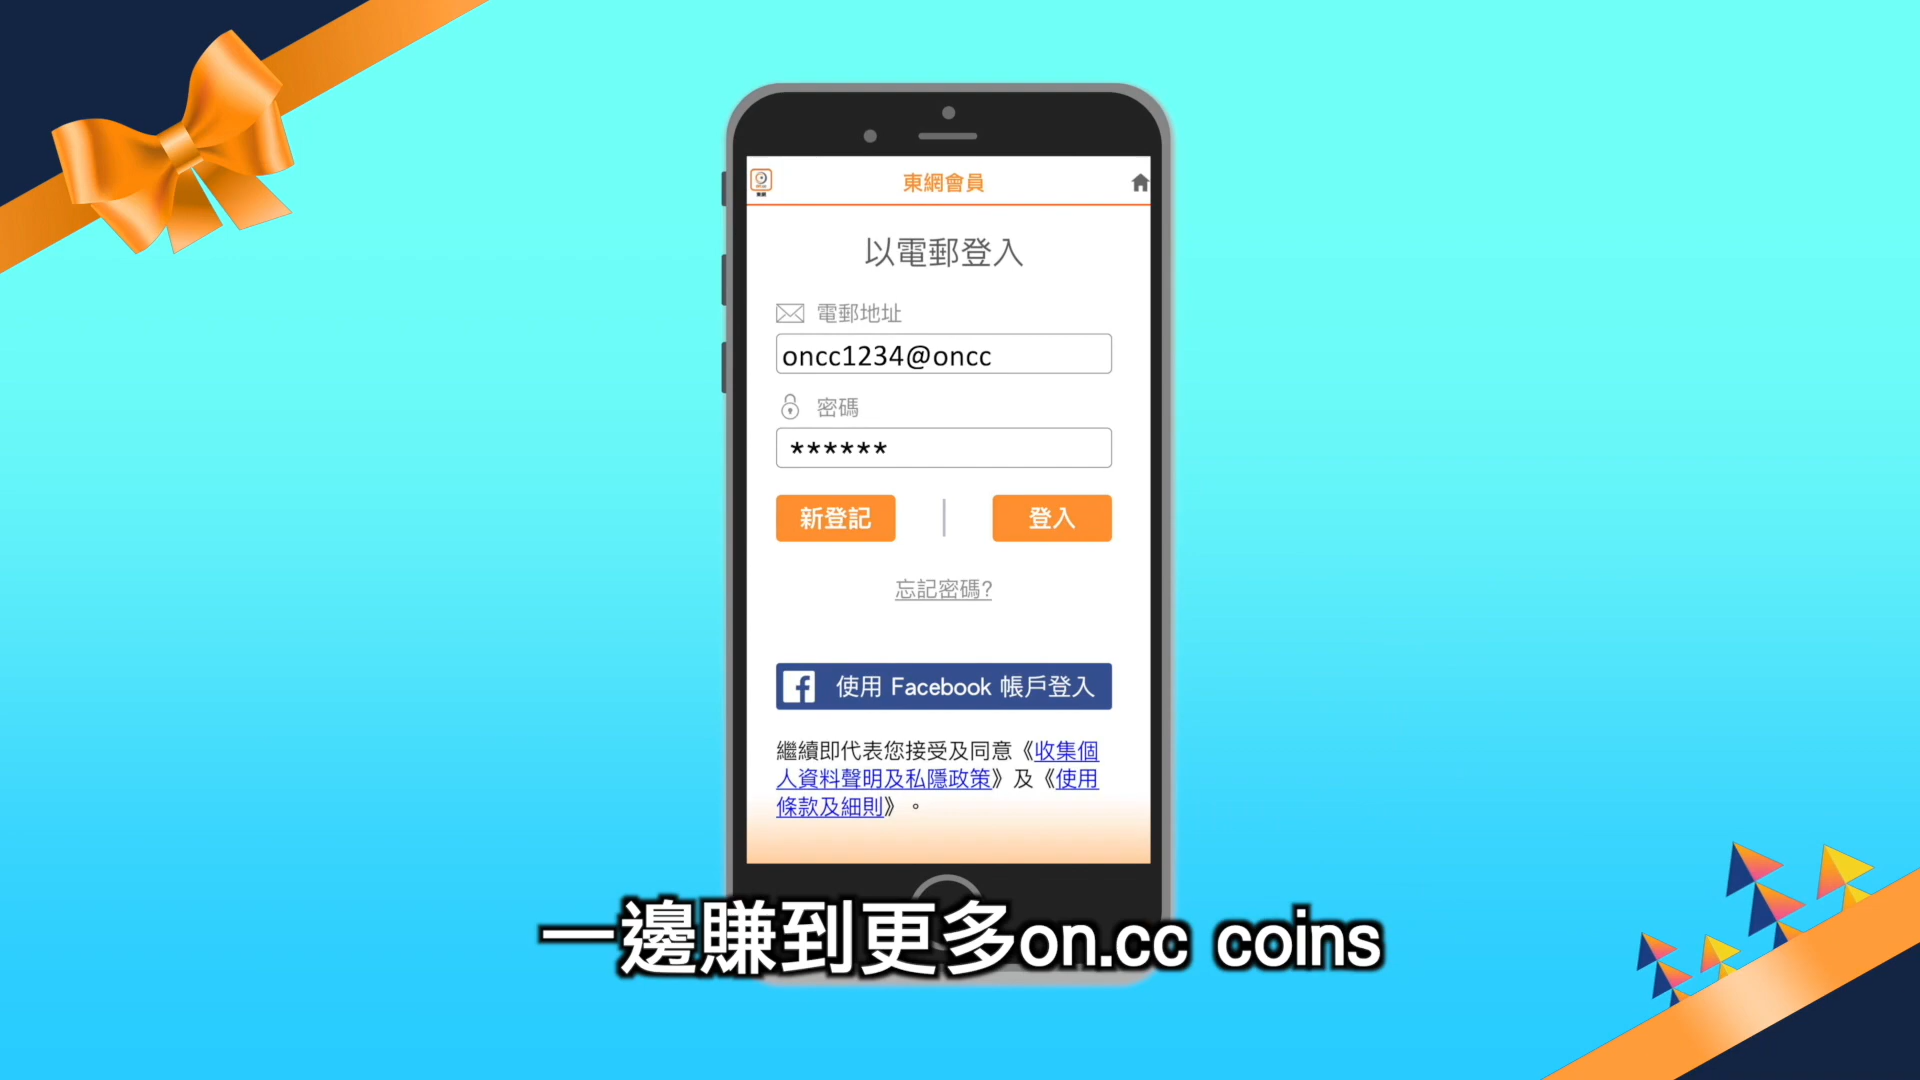 東網會員
以電郵登入
電郵地址
oncc1234@oncc
密碼
******
新登記
登入
忘記密碼?
使用 Facebook 帳戶登入
繼續即代表您接受及同意《收集個
人資料聲明及私隱政策》及《使用
條款及細則》。
一邊賺到更多on.cc coins